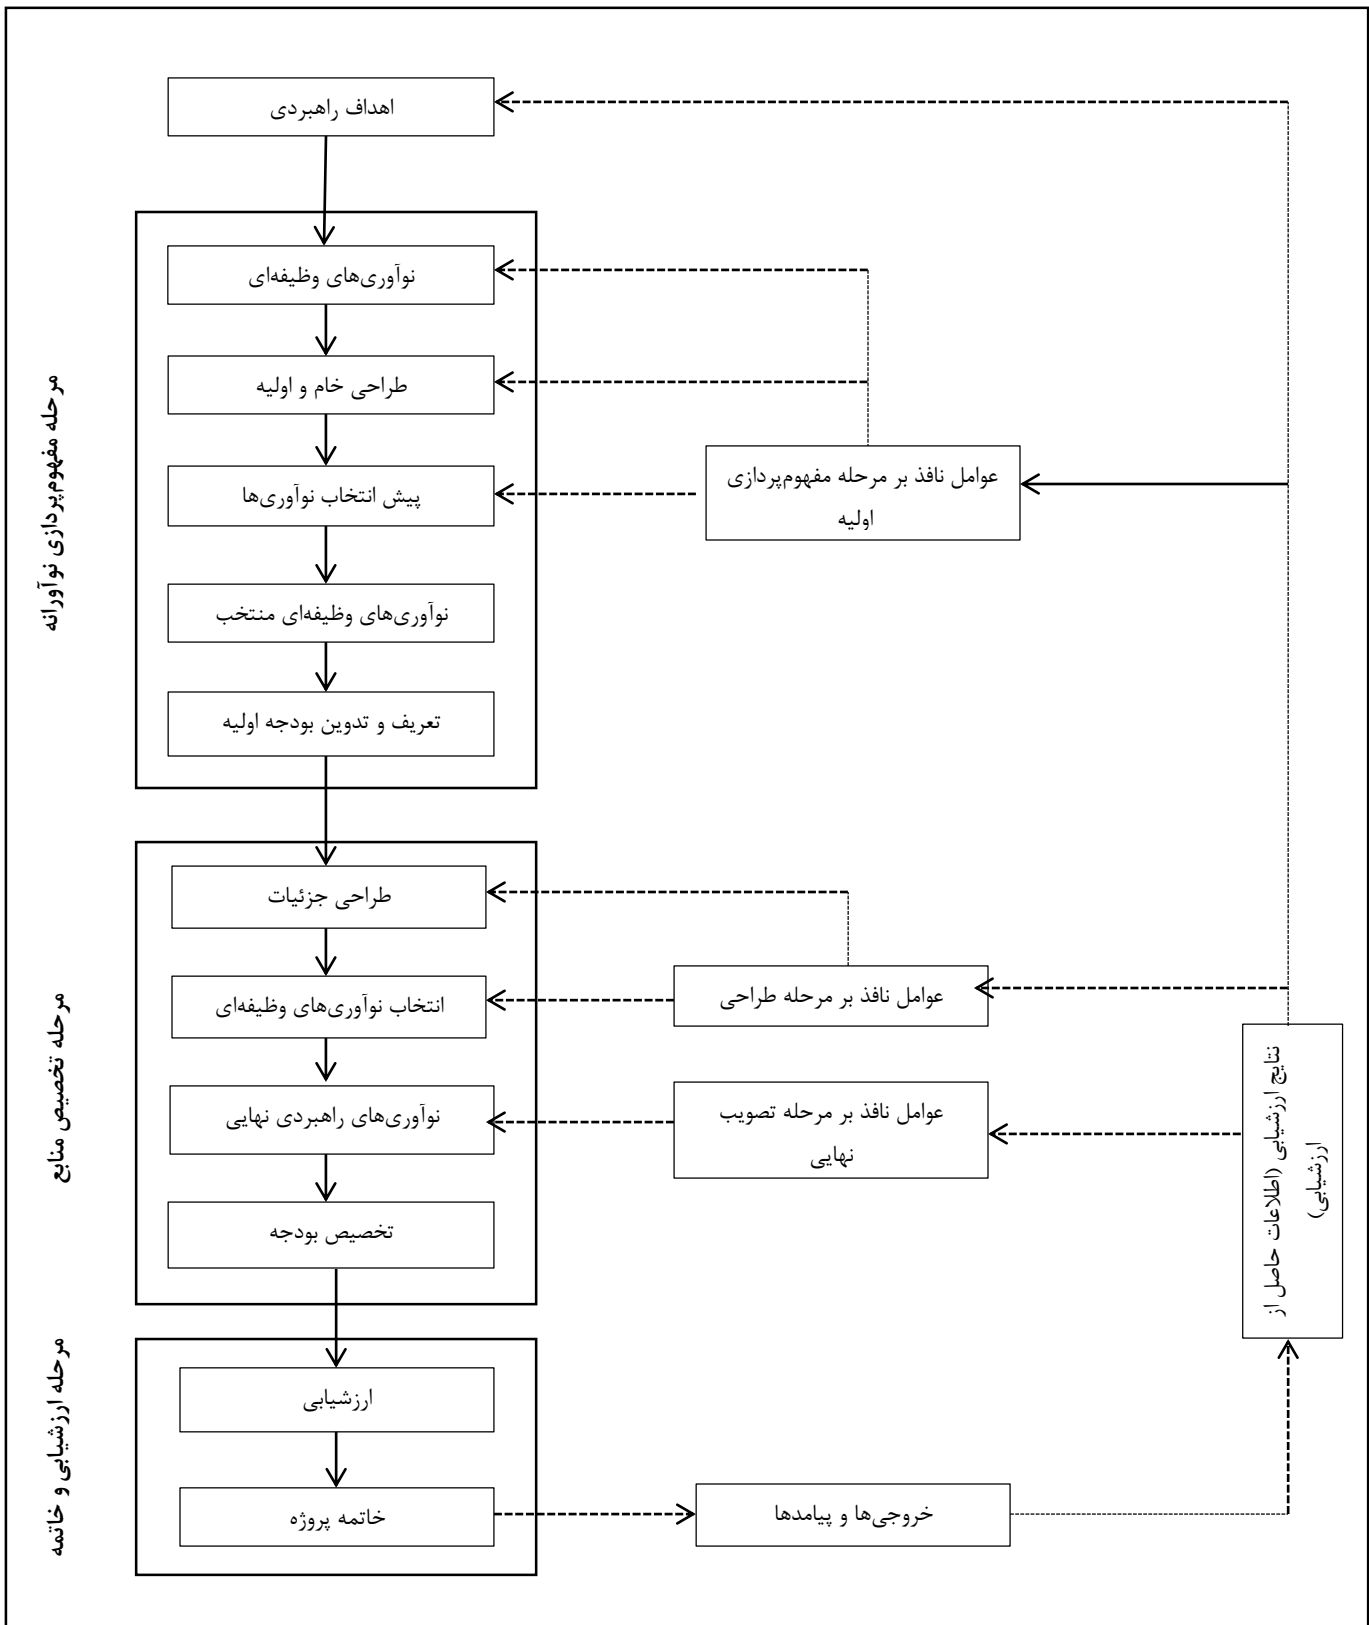 اهداف راهبردی
نوآوری‌های وظیفه‌ای
طراحی خام و اولیه
پیش انتخاب نوآوری‌ها
نوآوری‌های وظیفه‌ای منتخب
تعریف و تدوین بودجه اولیه
مرحله مفهوم‌پردازی نوآورانه
عوامل نافذ بر مرحله مفهوم‌پردازی
اولیه
طراحی جزئیات
انتخاب نوآوری‌های وظیفه‌ای
نوآوری‌های راهبردی نهایی
تخصیص بودجه
مرحله تخصیص منابع
عوامل نافذ بر مرحله طراحی
عوامل نافذ بر مرحله تصویب
نهایی
نتایج ارزشیابی (اطلاعات حاصل از
ارزشیابی)
ارزشیابی
خاتمه پروژه
مرحله ارزشیابی و خاتمه
خروجی‌ها و پیامدها